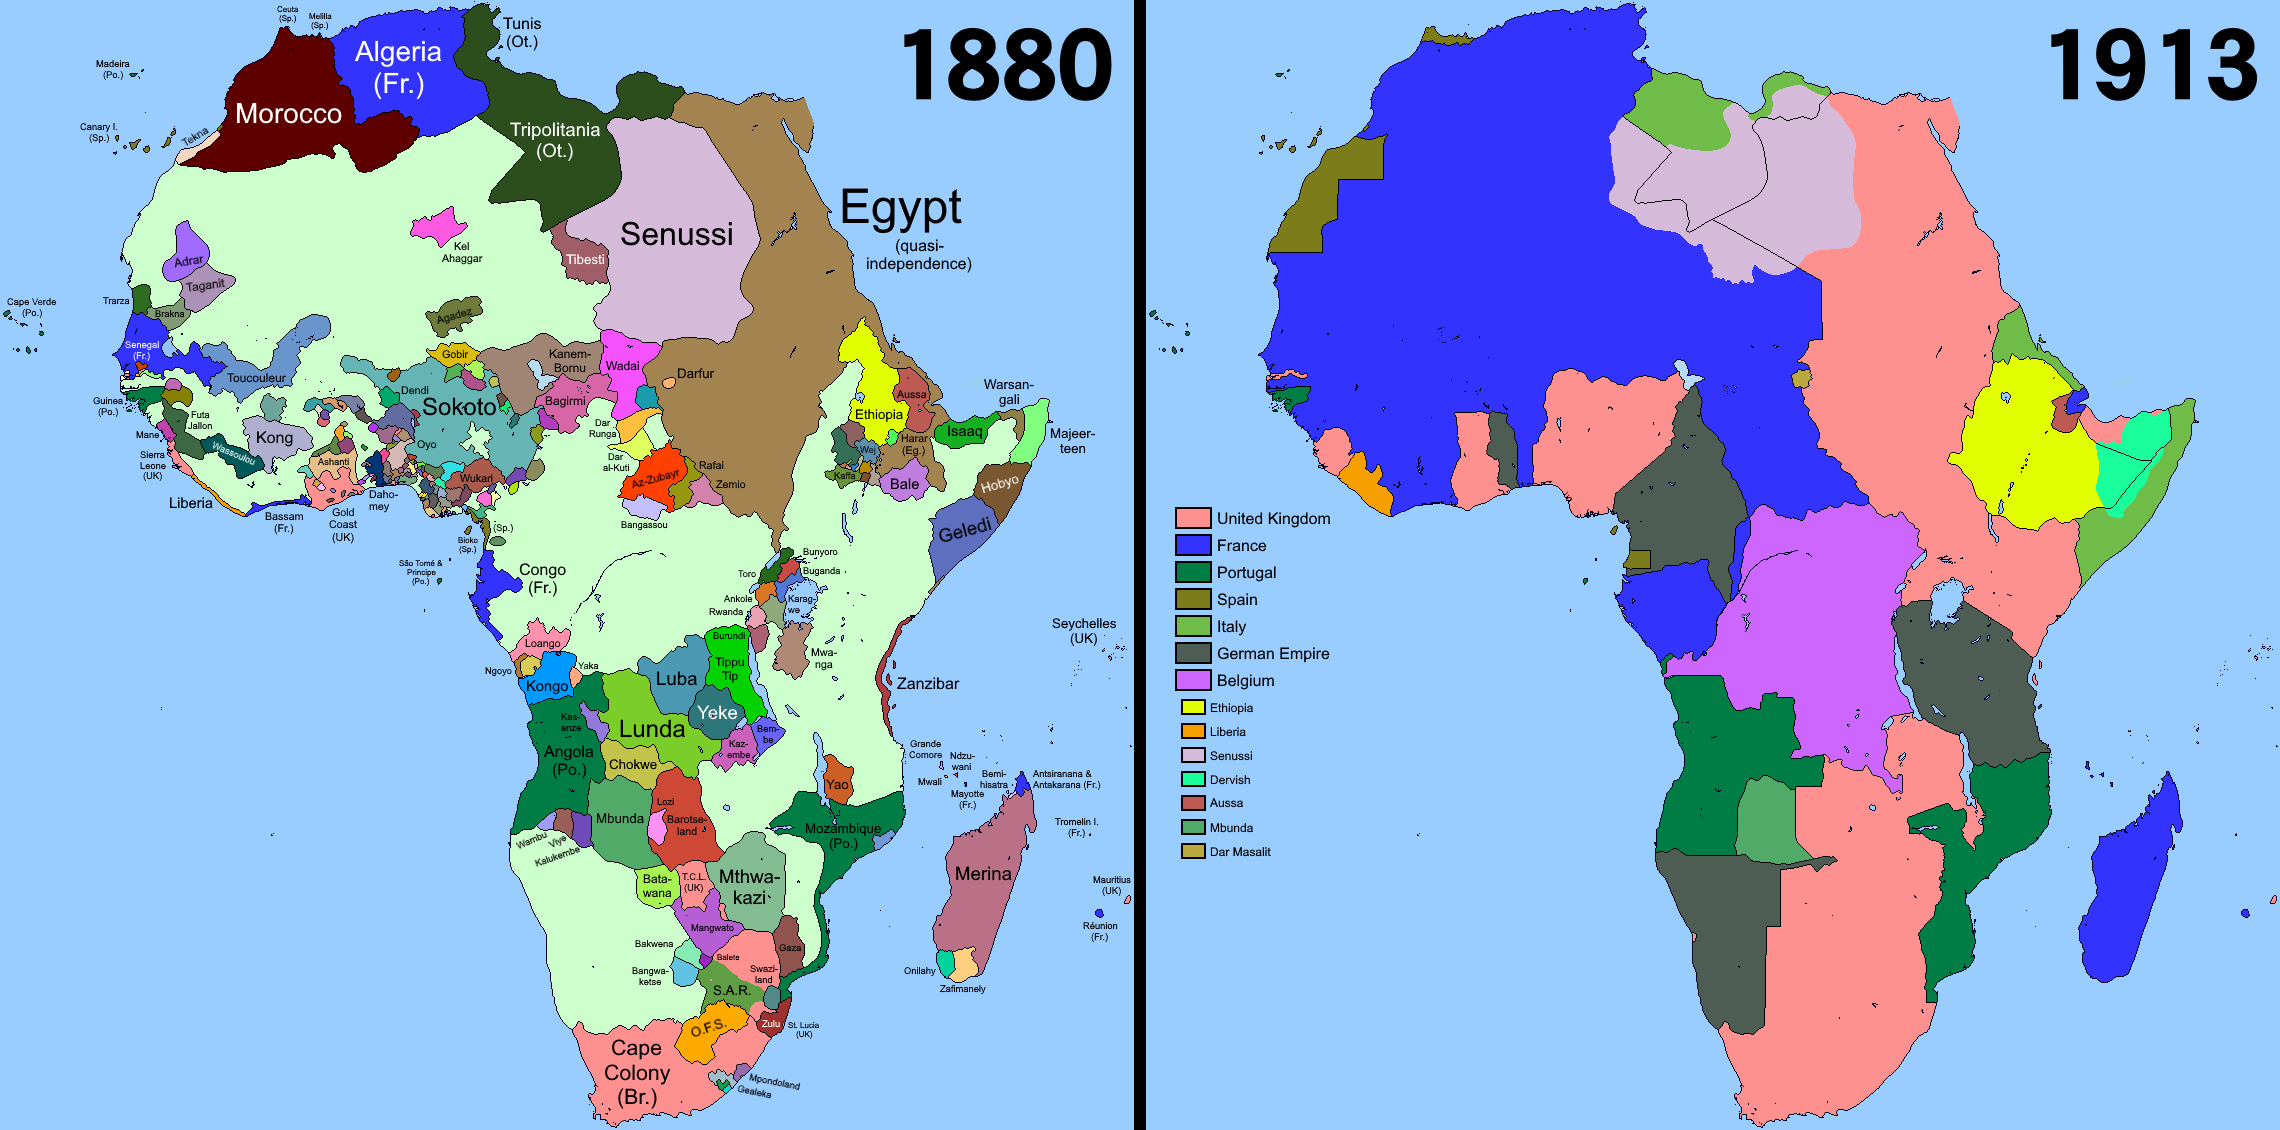 1880
Ceuta
(Sp.)
Melilla
(Sp.)
Tunis
(Ot.)
Algeria
(Fr.)
Madeira
(Po.)
Morocco
Canary I.
(Sp.)
Tekna
Tripolitania
(Ot.)
Egypt
(quasi-
independence)
Senussi
Kel
Ahaggar
Tibesti
Adrar
Taganit
Trarza
Brakna
Cape Verde
(Po.)
Agadez
Senegal
(Fr.)
Gobir
Kanem-
Bornu
Wadai
Darfur
Toucouleur
Dendi
Sokoto
Bagirmi
Aussa
Warsan-
gali
Guinea
(Po.)
Futa
Jallon
Mane
Kong
Wassoulou
Oyo
Dar
Runga
Dar
al-Kuti
Ethiopia
Isaaq
Majeer-
teen
Harar
(Eg.)
Wej
Kaffa
Bale
Hobyo
Sierra
Leone
(UK)
Ashanti
Wukari
Az-Zubayr
Rafai
Zemio
Liberia
Bassam
(Fr.)
Gold
Coast
(UK)
Daho-
mey
Bangassou
Geledi
(Sp.)
Bioko
(Sp.)
São Tomé &
Principe
(Po.)
Congo
(Fr.)
Bunyoro
Toro
Buganda
Ankole
Karag-
we
Rwanda
Burundi
Seychelles
(UK)
Loango
Ngoyo
Yaka
Kongo
Luba
Tippu
Tip
Mwa-
nga
Zanzibar
Kas-
anze
Lunda
Yeke
Bem-
be
Kaz-
embe
Angola
(Po.)
Chokwe
Grande
Comore
Ndzu-
wani
Mwali
Mayotte
(Fr.)
Bemi-
hisatra
Antsiranana &
Antakarana (Fr.)
Yao
Mbunda
Lozi
Barotse-
land
Mozambique
(Po.)
Tromelin I.
(Fr.)
Wambu
Viye
Kalukembe
Bata-
wana
T.C.L.
(UK)
Mthwa-
kazi
Merina
Mauritius
(UK)
Réunion
(Fr.)
Mangwato
Bakwena
Balete
Gaza
Bangwa-
ketse
Swazi-
land
Onilahy
Zafimanely
S.A.R.
O.F.S.
Zulu
St. Lucia
(UK)
Cape
Colony
(Br.)
Mpondoland
Gcaleka
1913
United Kingdom
France
Portugal
Spain
Italy
German Empire
Belgium
Ethiopia
Liberia
Senussi
Dervish
Aussa
Mbunda
Dar Masalit